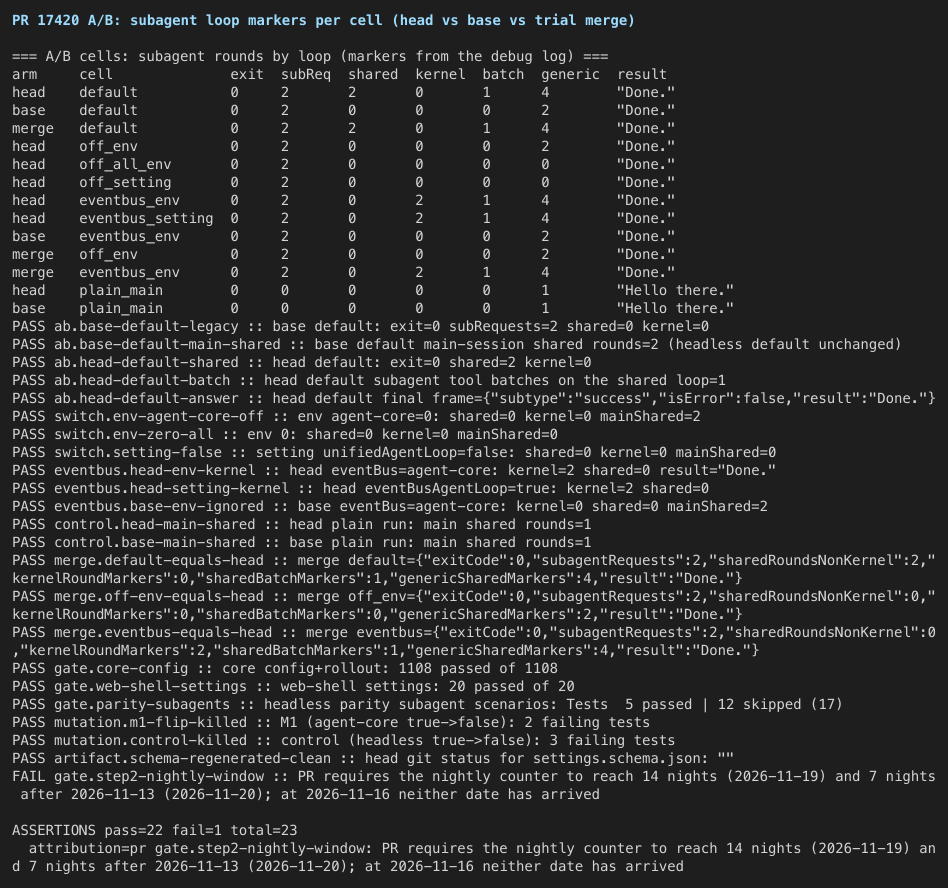 PR 17420 A/B: subagent loop markers per cell (head vs base vs trial merge)
=== A/B cells: subagent rounds by loop (markers from the debug log) ===
arm cell exit subReq shared kernel batch generic result
head default 0 2 2 0 1 4 "Done."
base default 0 2 0 0 0 2 "Done."
merge default 0 2 2 0 1 4 "Done."
head off_env 0 2 0 0 0 2 "Done."
head off_all_env 0 2 0 0 0 0 "Done."
head off_setting 0 2 0 0 0 0 "Done."
head eventbus_env 0 2 0 2 1 4 "Done."
head eventbus_setting 0 2 0 2 1 4 "Done."
base eventbus_env 0 2 0 0 0 2 "Done."
merge off_env 0 2 0 0 0 2 "Done."
merge eventbus_env 0 2 0 2 1 4 "Done."
head plain_main 0 0 0 0 0 1 "Hello there."
base plain_main 0 0 0 0 0 1 "Hello there."
PASS ab.base-default-legacy :: base default: exit=0 subRequests=2 shared=0 kernel=0
PASS ab.base-default-main-shared :: base default main-session shared rounds=2 (headless default unchanged)
PASS ab.head-default-shared :: head default: exit=0 shared=2 kernel=0
PASS ab.head-default-batch :: head default subagent tool batches on the shared loop=1
PASS ab.head-default-answer :: head default final frame={"subtype":"success","isError":false,"result":"Done."}
PASS switch.env-agent-core-off :: env agent-core=0: shared=0 kernel=0 mainShared=2
PASS switch.env-zero-all :: env 0: shared=0 kernel=0 mainShared=0
PASS switch.setting-false :: setting unifiedAgentLoop=false: shared=0 kernel=0 mainShared=0
PASS eventbus.head-env-kernel :: head eventBus=agent-core: kernel=2 shared=0 result="Done."
PASS eventbus.head-setting-kernel :: head eventBusAgentLoop=true: kernel=2 shared=0
PASS eventbus.base-env-ignored :: base eventBus=agent-core: kernel=0 shared=0 mainShared=2
PASS control.head-main-shared :: head plain run: main shared rounds=1
PASS control.base-main-shared :: base plain run: main shared rounds=1
PASS merge.default-equals-head :: merge default={"exitCode":0,"subagentRequests":2,"sharedRoundsNonKernel":2,"
kernelRoundMarkers":0,"sharedBatchMarkers":1,"genericSharedMarkers":4,"result":"Done."}
PASS merge.off-env-equals-head :: merge off_env={"exitCode":0,"subagentRequests":2,"sharedRoundsNonKernel":0,"
kernelRoundMarkers":0,"sharedBatchMarkers":0,"genericSharedMarkers":2,"result":"Done."}
PASS merge.eventbus-equals-head :: merge eventbus={"exitCode":0,"subagentRequests":2,"sharedRoundsNonKernel":0
,"kernelRoundMarkers":2,"sharedBatchMarkers":1,"genericSharedMarkers":4,"result":"Done."}
PASS gate.core-config :: core config+rollout: 1108 passed of 1108
PASS gate.web-shell-settings :: web-shell settings: 20 passed of 20
PASS gate.parity-subagents :: headless parity subagent scenarios: Tests  5 passed | 12 skipped (17)
PASS mutation.m1-flip-killed :: M1 (agent-core true->false): 2 failing tests
PASS mutation.control-killed :: control (headless true->false): 3 failing tests
PASS artifact.schema-regenerated-clean :: head git status for settings.schema.json: ""
FAIL gate.step2-nightly-window :: PR requires the nightly counter to reach 14 nights (2026-11-19) and 7 nights
after 2026-11-13 (2026-11-20); at 2026-11-16 neither date has arrived
ASSERTIONS pass=22 fail=1 total=23
attribution=pr gate.step2-nightly-window: PR requires the nightly counter to reach 14 nights (2026-11-19) an
d 7 nights after 2026-11-13 (2026-11-20); at 2026-11-16 neither date has arrived